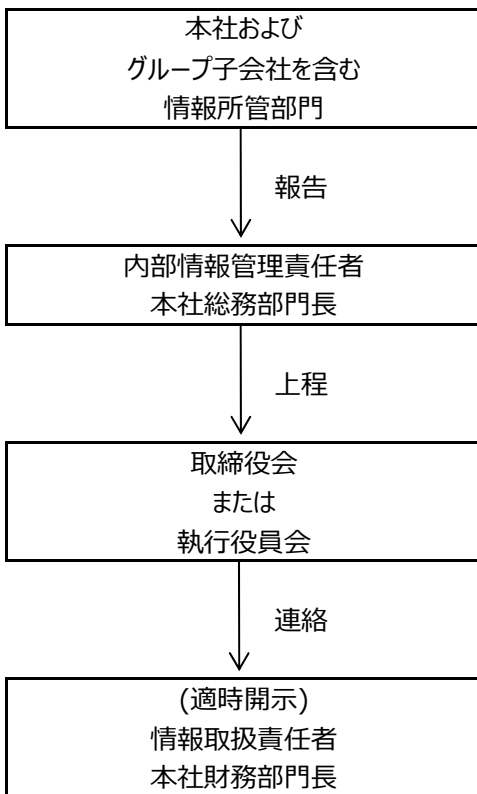 本社および
グループ子会社を含む
情報所管部門
報告
内部情報管理責任者
本社総務部門長
上程
取締役会
または
執行役員会
連絡
(適時開示)
情報取扱責任者
本社財務部門長